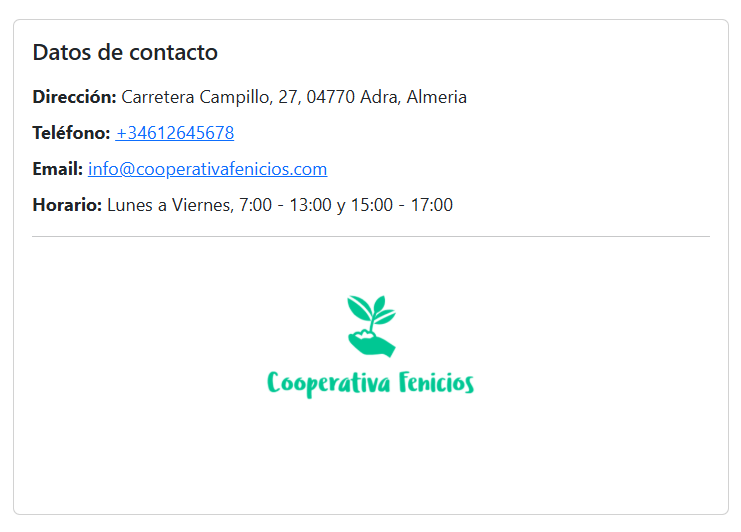 Datos de contacto
Dirección: Carretera Campillo, 27, 04770 Adra, Almeria
Teléfono: +34612645678
Email: info@cooperativafenicios.com
Horario: Lunes a Viernes, 7:00 - 13:00 y 15:00 - 17:00
Cooperativa Fenicios